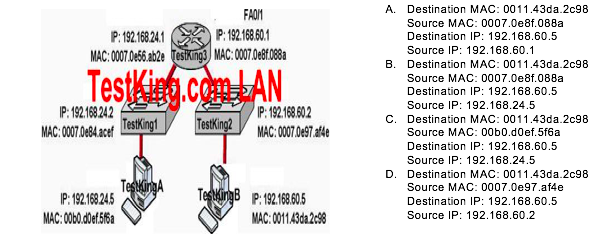 FA0/1
IP: 192.168.24.1
IP: 192.168.60.1
MAC: 0007.0e56.ab2e
TestKing3
MAC: 0007.0e8f.088a
TestKing.com LAN
IP: 192.168.24.2
TestKing1
MAC: 0007.0e84.acef
IP: 192.168.60.2
TestKing2
MAC: 0007.0e97.af4e
TestKingA
IP: 192.168.24.5
MAC: 00b0.d0ef.5f6a
TestKingB
IP: 192.168.60.5
MAC: 0011.43da.2c98
A. Destination MAC: 0011.43da.2c98
Source MAC: 0007.0e8f.088a
Destination IP: 192.168.60.5
Source IP: 192.168.60.1
B. Destination MAC: 0011.43da.2c98
Source MAC: 0007.0e8f.088a
Destination IP: 192.168.60.5
Source IP: 192.168.24.5
C. Destination MAC: 0011.43da.2c98
Source MAC: 00b0.d0ef.5f6a
Destination IP: 192.168.60.5
Source IP: 192.168.24.5
D. Destination MAC: 0011.43da.2c98
Source MAC: 0007.0e97.af4e
Destination IP: 192.168.60.5
Source IP: 192.168.60.2